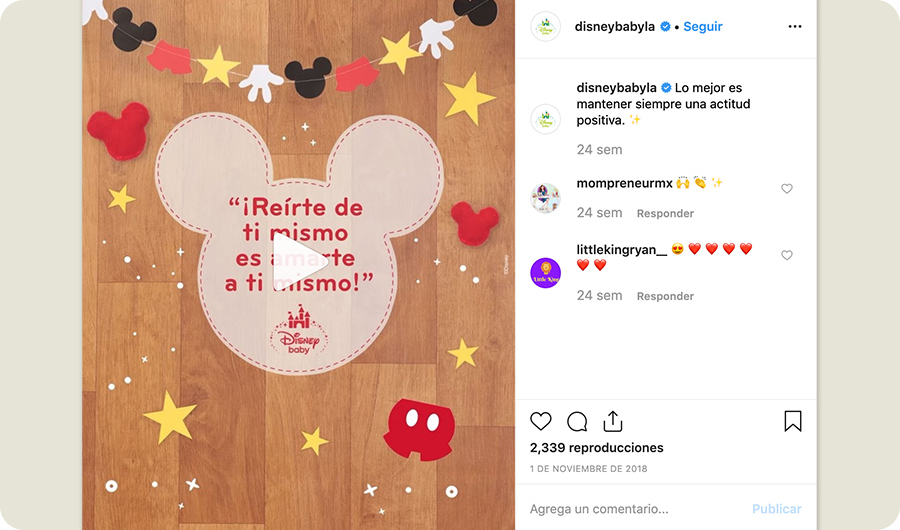 “¡Reírte de
ti mismo
es amarte
a ti mismo!”
Disney
baby
©Disney
disneybabyla • Seguir
disneybabyla Lo mejor es
mantener siempre una actitud
positiva. ✨
24 sem
mompreneurmx 🙌 👏 ✨
24 sem Responder
littlekingryan__ 😍 ❤️ ❤️ ❤️ ❤️
❤️ ❤️
Little King
24 sem Responder
2,339 reproducciones
1 DE NOVIEMBRE DE 2018
Agrega un comentario... Publicar